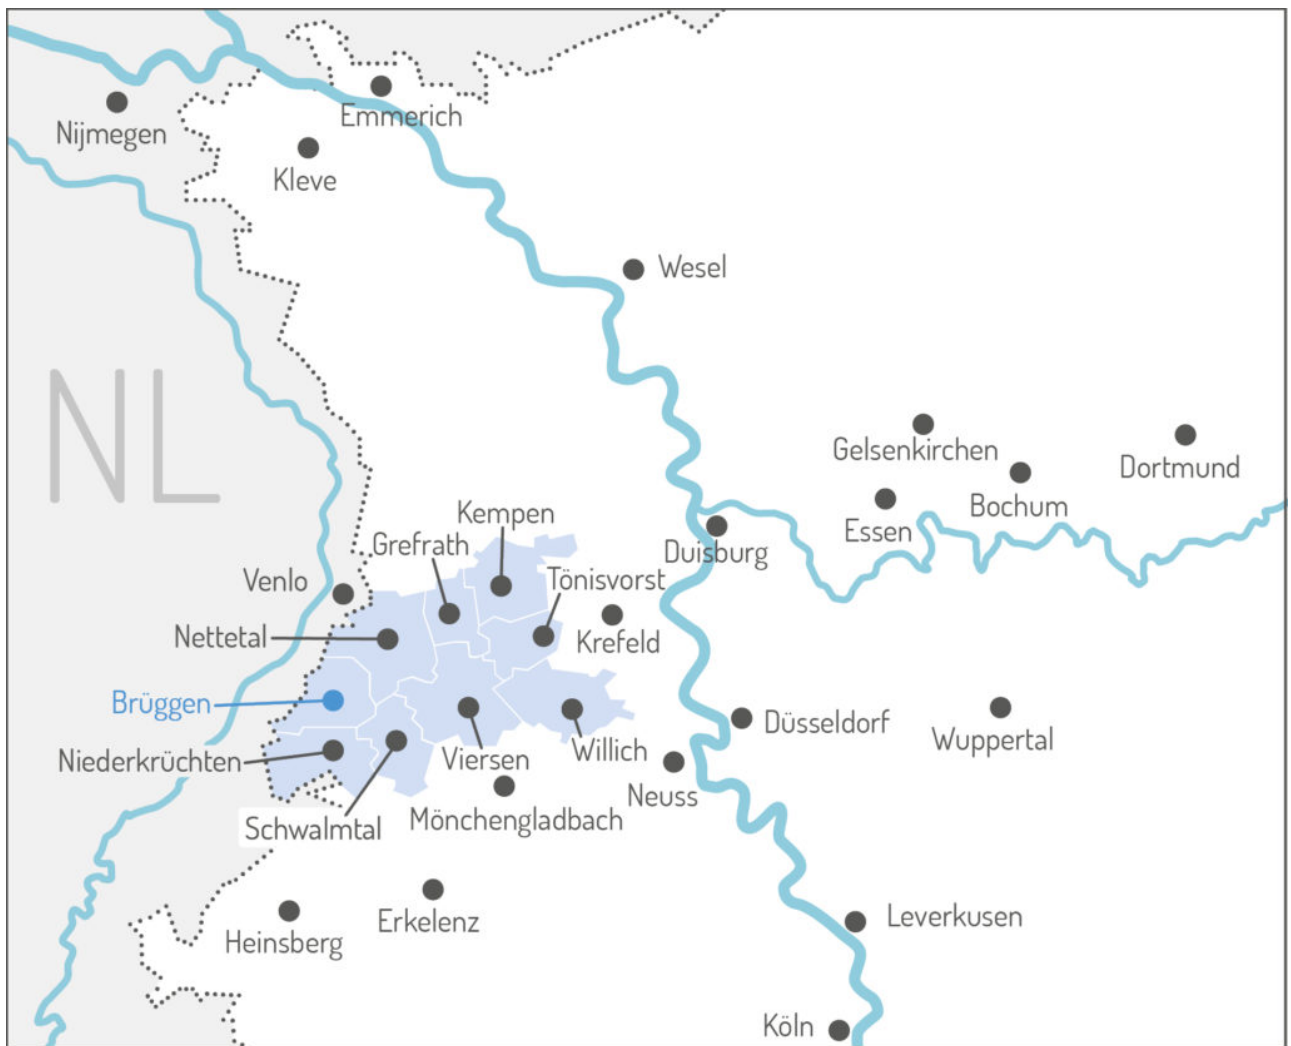 Emmerich
Nijmegen
Kleve
Wesel
NL
Gelsenkirchen
Dortmund
Bochum
Kempen
Essen
Grefrath
Duisburg
Venlo
Tönisvorst
Nettetal
Krefeld
Brüggen
Düsseldorf
Wuppertal
Willich
Viersen
Niederkrüchten
Neuss
Mönchengladbach
Schwalmtal
Leverkusen
Erkelenz
Heinsberg
Köln